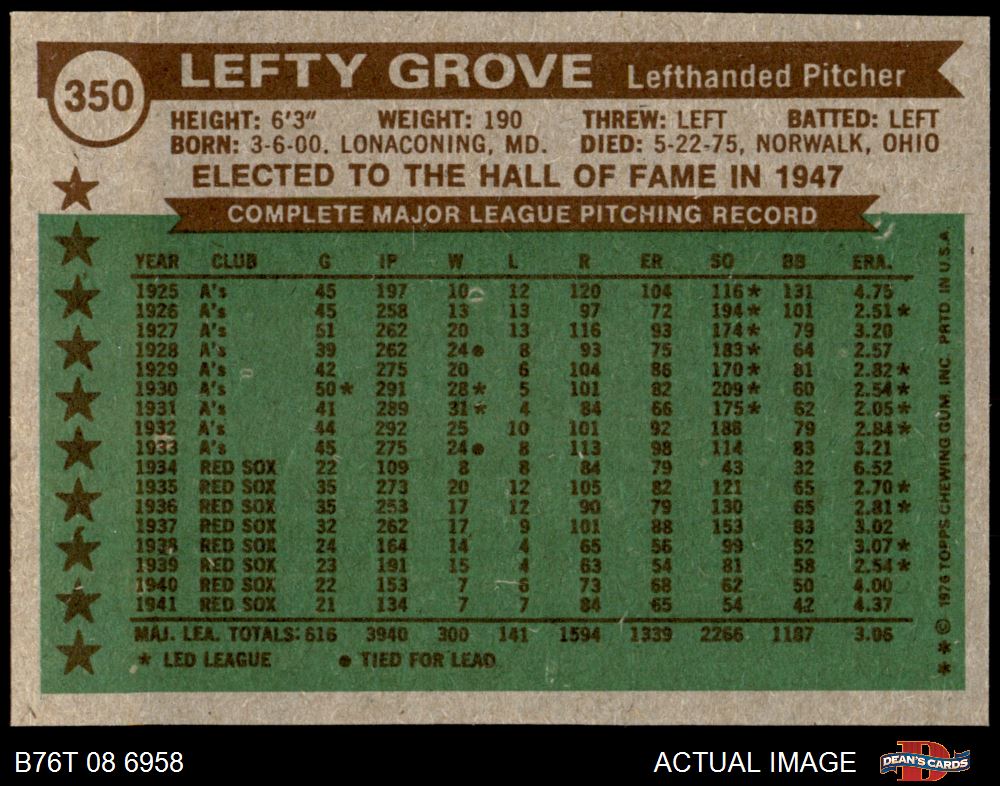 350 LEFTY GROVE Lefthanded Pitcher
HEIGHT: 6'3" WEIGHT: 190 THREW: LEFT BATTED: LEFT
BORN: 3-6-00. LONACONING, MD. DIED: 5-22-75, NORWALK, OHIO
ELECTED TO THE HALL OF FAME IN 1947
COMPLETE MAJOR LEAGUE PITCHING RECORD
YEAR CLUB G IP W L R ER SO BB ERA.
1925 A's 45 197 10 12 120 104 116* 131 4.75
1926 A's 45 258 13 13 97 72 194* 101 2.51*
1927 A's 51 262 20 13 116 93 174* 79 3.20
1928 A's 39 262 24● 8 93 75 183* 64 2.57
1929 A's 42 275 20 6 104 86 170* 81 2.82*
1930 A's 50* 291 28* 5 101 82 209* 60 2.54*
1931 A's 41 289 31* 4 84 66 175* 62 2.05*
1932 A's 44 292 25 10 101 92 188 79 2.84*
1933 A's 45 275 24● 8 113 98 114 83 3.21
1934 RED SOX 22 109 8 8 84 79 43 32 6.52
1935 RED SOX 35 273 20 12 105 82 121 65 2.70*
1936 RED SOX 35 253 17 12 90 79 130 65 2.81*
1937 RED SOX 32 262 17 9 101 88 153 83 3.02
1938 RED SOX 24 164 14 4 65 56 99 52 3.07*
1939 RED SOX 23 191 15 4 63 54 81 58 2.54*
1940 RED SOX 22 153 7 6 73 68 62 50 4.00
1941 RED SOX 21 134 7 7 84 65 54 42 4.37
MAJ. LEA. TOTALS: 616 3940 300 141 1594 1339 2266 1187 3.06
* LED LEAGUE ● TIED FOR LEAD
* * © 1976 TOPPS CHEWING GUM, INC. PRTD. IN U.S.A.
B76T 08 6958 ACTUAL IMAGE DEAN'S CARDS